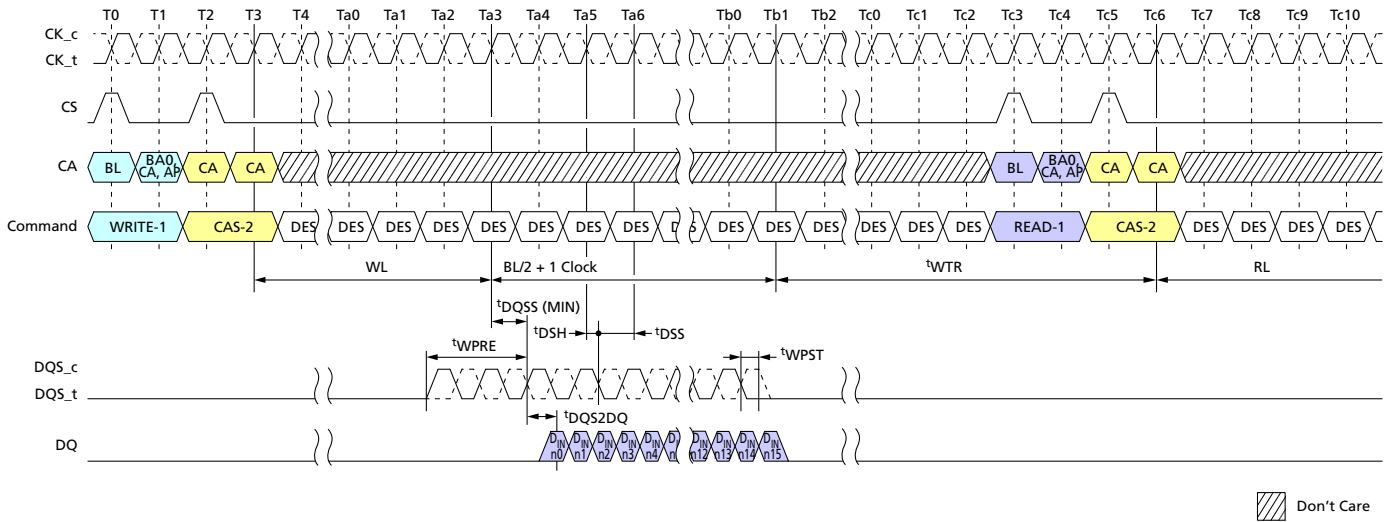 T0 T1 T2 T3 T4 Ta0 Ta1 Ta2 Ta3 Ta4 Ta5 Ta6 Tb0 Tb1 Tb2 Tc0 Tc1 Tc2 Tc3 Tc4 Tc5 Tc6 Tc7 Tc8 Tc9 Tc10
CK_c
CK_t
CS
CA BL BA0, CA, AP CA CA BL BA0, CA, AP CA CA
Command WRITE-1 CAS-2 DES DES DES DES DES DES DES DES DES DES DES DES DES DES READ-1 CAS-2 DES DES DES DES
WL BL/2 + 1 Clock tWTR RL
tDQSS (MIN)
tDSH tDSS
tWPRE tWPST
DQS_c
DQS_t
tDQS2DQ
DQ DIN n0 DIN n1 DIN n2 DIN n3 DIN n4 DIN n12 DIN n13 DIN n14 DIN n15
Don't Care